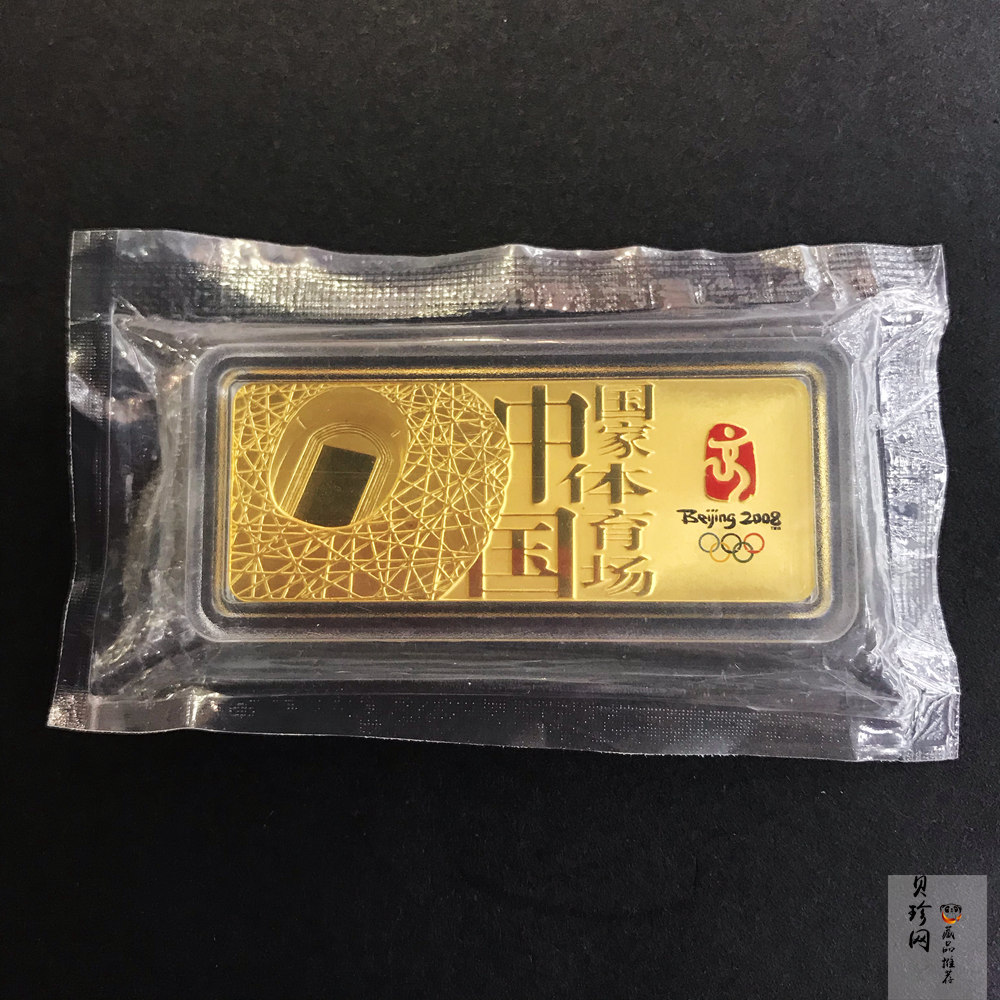 中国
国家体育场
Beijing 2008
贝珍网
藏品推荐